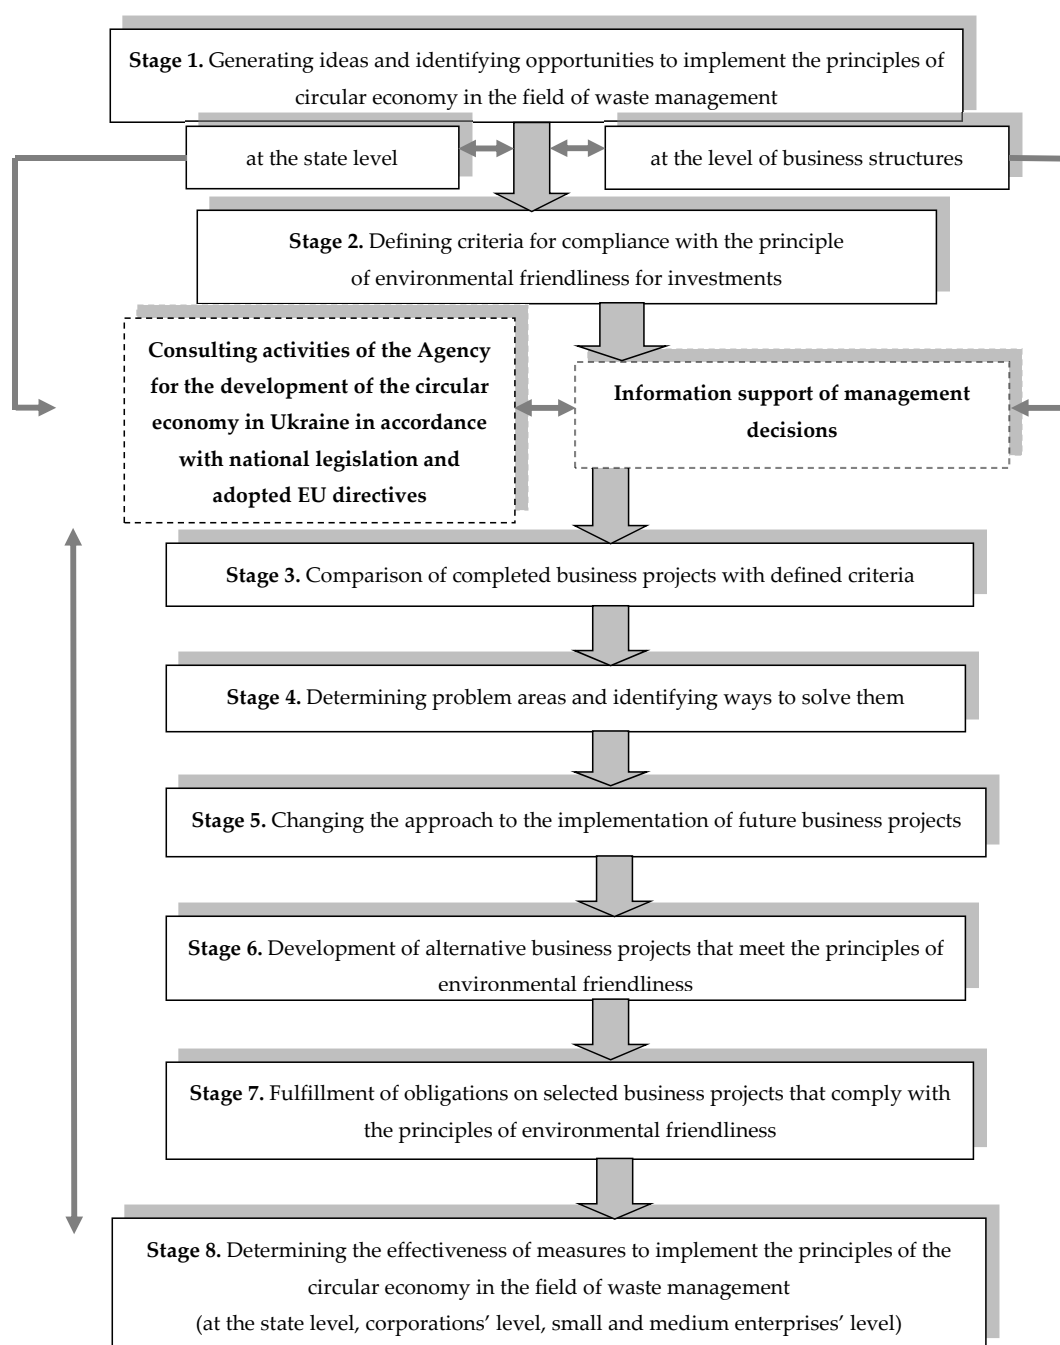 Stage 1. Generating ideas and identifying opportunities to implement the principles of
circular economy in the field of waste management
at the state level
at the level of business structures
Stage 2. Defining criteria for compliance with the principle
of environmental friendliness for investments
Consulting activities of the Agency
for the development of the circular
economy in Ukraine in accordance
with national legislation and
adopted EU directives
Information support of management
decisions
Stage 3. Comparison of completed business projects with defined criteria
Stage 4. Determining problem areas and identifying ways to solve them
Stage 5. Changing the approach to the implementation of future business projects
Stage 6. Development of alternative business projects that meet the principles of
environmental friendliness
Stage 7. Fulfillment of obligations on selected business projects that comply with
the principles of environmental friendliness
Stage 8. Determining the effectiveness of measures to implement the principles of the
circular economy in the field of waste management
(at the state level, corporations’ level, small and medium enterprises’ level)